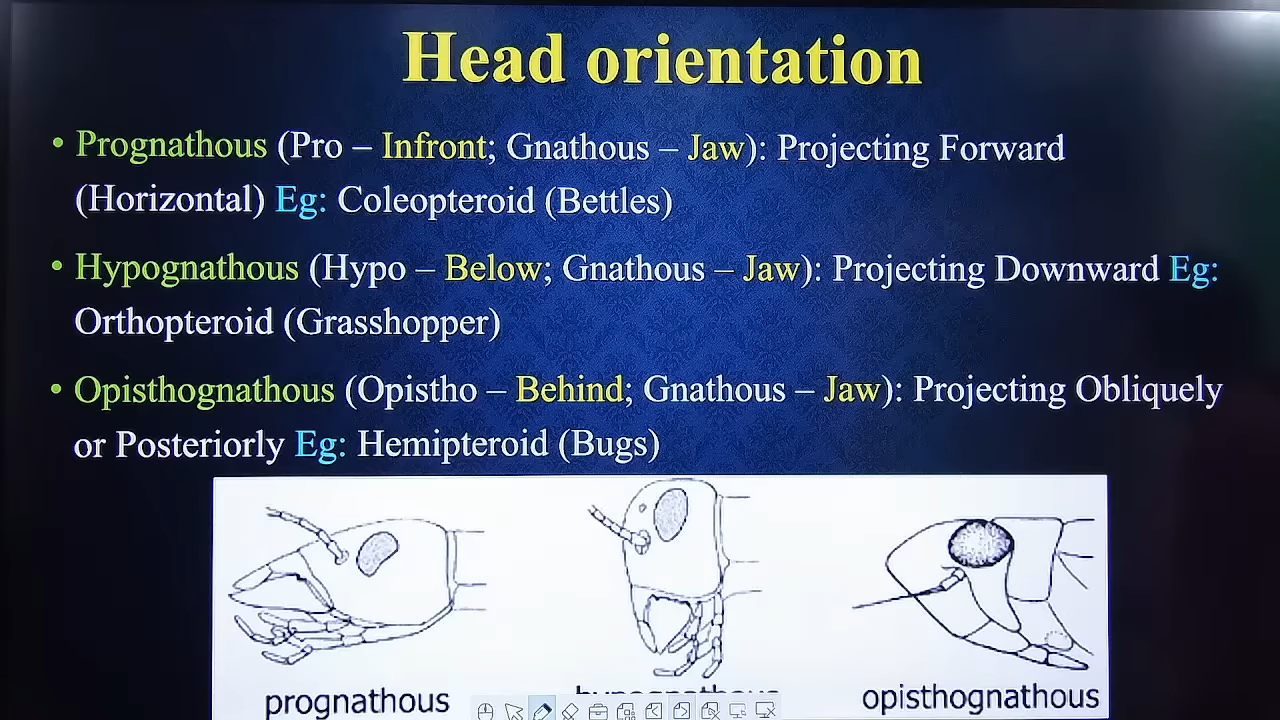 Head orientation
• Prognathous (Pro – Infront; Gnathous – Jaw): Projecting Forward
(Horizontal) Eg: Coleopteroid (Bettles)
• Hypognathous (Hypo – Below; Gnathous – Jaw): Projecting Downward Eg:
Orthopteroid (Grasshopper)
• Opisthognathous (Opistho – Behind; Gnathous – Jaw): Projecting Obliquely
or Posteriorly Eg: Hemipteroid (Bugs)
prognathous
hypognathous
opisthognathous